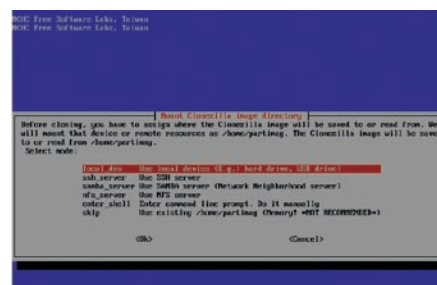 NCHC Free Software Labs, Taiwan
NCHC Free Software Labs, Taiwan
Mount Clonezilla image directory
Before cloning, you have to assign where the Clonezilla image will be saved to or read from. We
will mount that device or remote resources as /home/partimag. The Clonezilla image will be save
to or read from /home/partimag.
Select mode:
local_dev Use local device (E.g.: hard drive, USB drive)
ssh_server Use SSH server
samba_server Use SAMBA server (Network Neighborhood server)
nfs_server Use NFS server
enter_shell Enter command line prompt. Do it manually
skip Use existing /home/partimag (Memory! *NOT RECOMMENDED*)
<Ok> <Cancel>